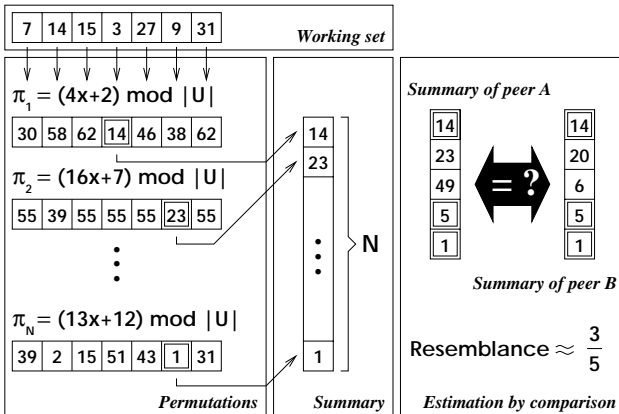 7 14 15 3 27 9 31
Working set
π1 = (4x+2) mod |U|
30 58 62 14 46 38 62
π2 = (16x+7) mod |U|
55 39 55 55 55 23 55
πN = (13x+12) mod |U|
39 2 15 51 43 1 31
Permutations
14
23
1
N
Summary
Summary of peer A
14 14
23 20
49 6
5 5
1 1
= ?
Summary of peer B
Resemblance ≈ 3/5
Estimation by comparison